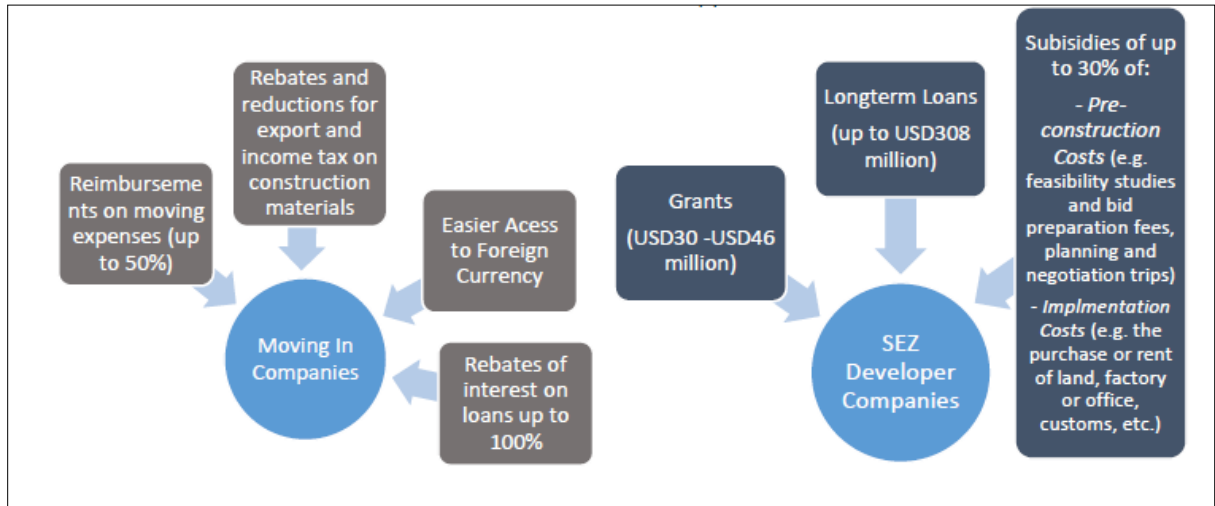 Reimburseme
nts on moving
expenses (up
to 50%)
Rebates and
reductions for
export and
income tax on
construction
materials
Easier Acess
to Foreign
Currency
Rebates of
interest on
loans up to
100%
Moving In
Companies
Grants
(USD30 -USD46
million)
Longterm Loans
(up to USD308
million)
Subisidies of up
to 30% of:
- Pre-
construction
Costs (e.g.
feasibility studies
and bid
preparation fees,
planning and
negotiation trips)
- Implmentation
Costs (e.g. the
purchase or rent
of land, factory
or office,
customs, etc.)
SEZ
Developer
Companies